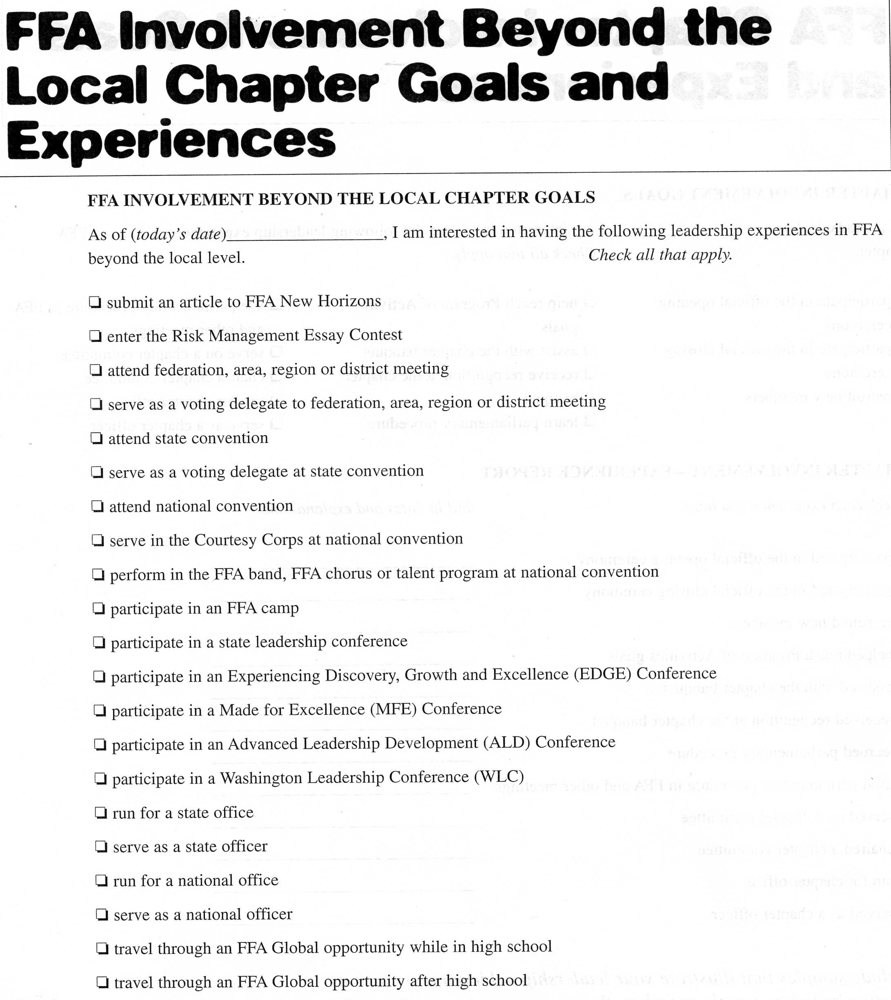 FFA Involvement Beyond the
Local Chapter Goals and
Experiences
FFA INVOLVEMENT BEYOND THE LOCAL CHAPTER GOALS
As of (today's date)___________________, I am interested in having the following leadership experiences in FFA
beyond the local level. Check all that apply.
❏ submit an article to FFA New Horizons
❏ enter the Risk Management Essay Contest
❏ attend federation, area, region or district meeting
❏ serve as a voting delegate to federation, area, region or district meeting
❏ attend state convention
❏ serve as a voting delegate at state convention
❏ attend national convention
❏ serve in the Courtesy Corps at national convention
❏ perform in the FFA band, FFA chorus or talent program at national convention
❏ participate in an FFA camp
❏ participate in a state leadership conference
❏ participate in an Experiencing Discovery, Growth and Excellence (EDGE) Conference
❏ participate in a Made for Excellence (MFE) Conference
❏ participate in an Advanced Leadership Development (ALD) Conference
❏ participate in a Washington Leadership Conference (WLC)
❏ run for a state office
❏ serve as a state officer
❏ run for a national office
❏ serve as a national officer
❏ travel through an FFA Global opportunity while in high school
❏ travel through an FFA Global opportunity after high school